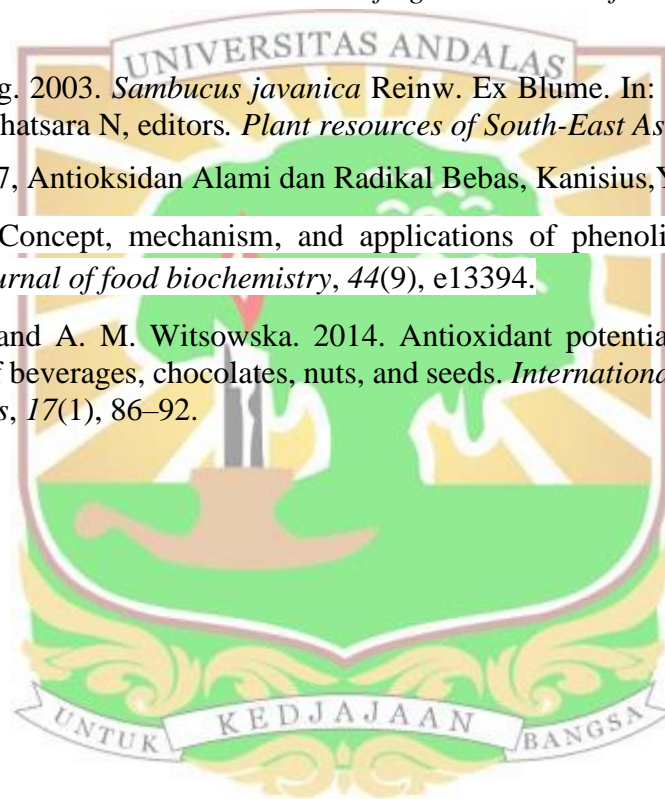 UNIVERSITAS ANDALAS
g. 2003. Sambucus javanica Reinw. Ex Blume. In:
hatsara N, editors. Plant resources of South-East As
7, Antioksidan Alami dan Radikal Bebas, Kanisius,Y
Concept, mechanism, and applications of phenoli
urnal of food biochemistry, 44(9), e13394.
and A. M. Witsowska. 2014. Antioxidant potentia
f beverages, chocolates, nuts, and seeds. International
s, 17(1), 86–92.
UNTUK KEDJAJAAN BANGSA